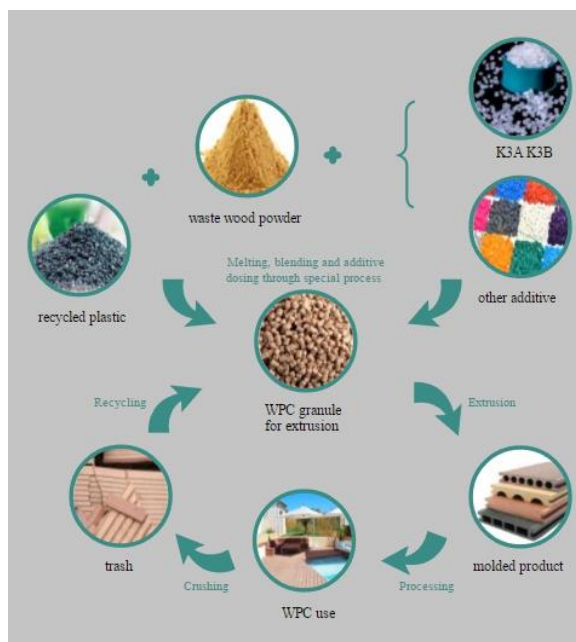 K3A K3B
waste wood powder
Melting, blending and additive
dosing through special process
recycled plastic
other additive
Recycling
WPC granule
for extrusion
Extrusion
trash
molded product
Crushing
Processing
WPC use